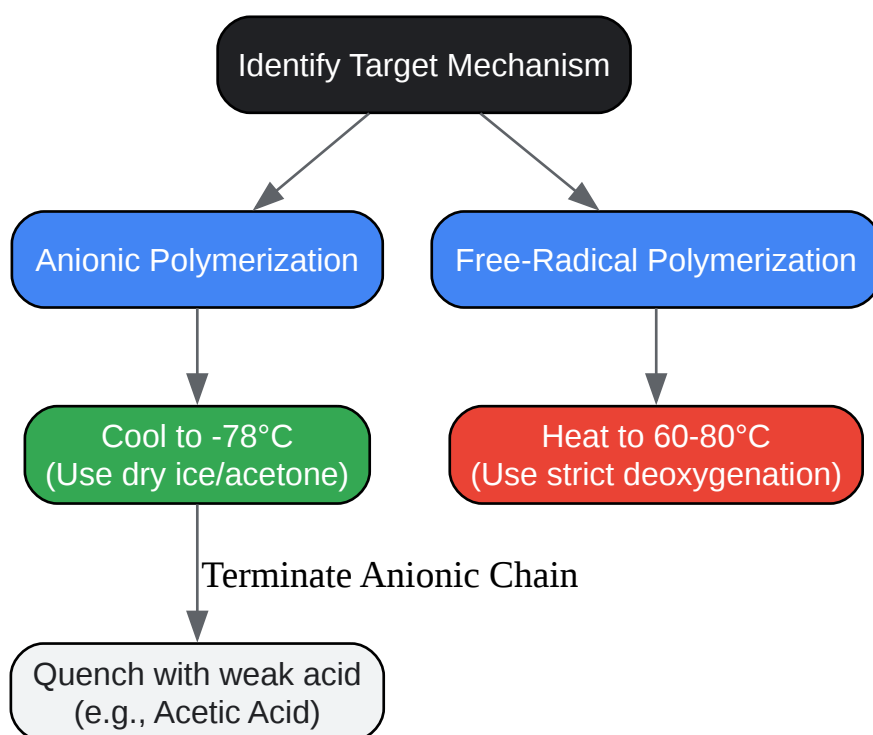 Identify Target Mechanism
Anionic Polymerization
Free-Radical Polymerization
Cool to -78°C
(Use dry ice/acetone)
Heat to 60-80°C
(Use strict deoxygenation)
Terminate Anionic Chain
Quench with weak acid
(e.g., Acetic Acid)